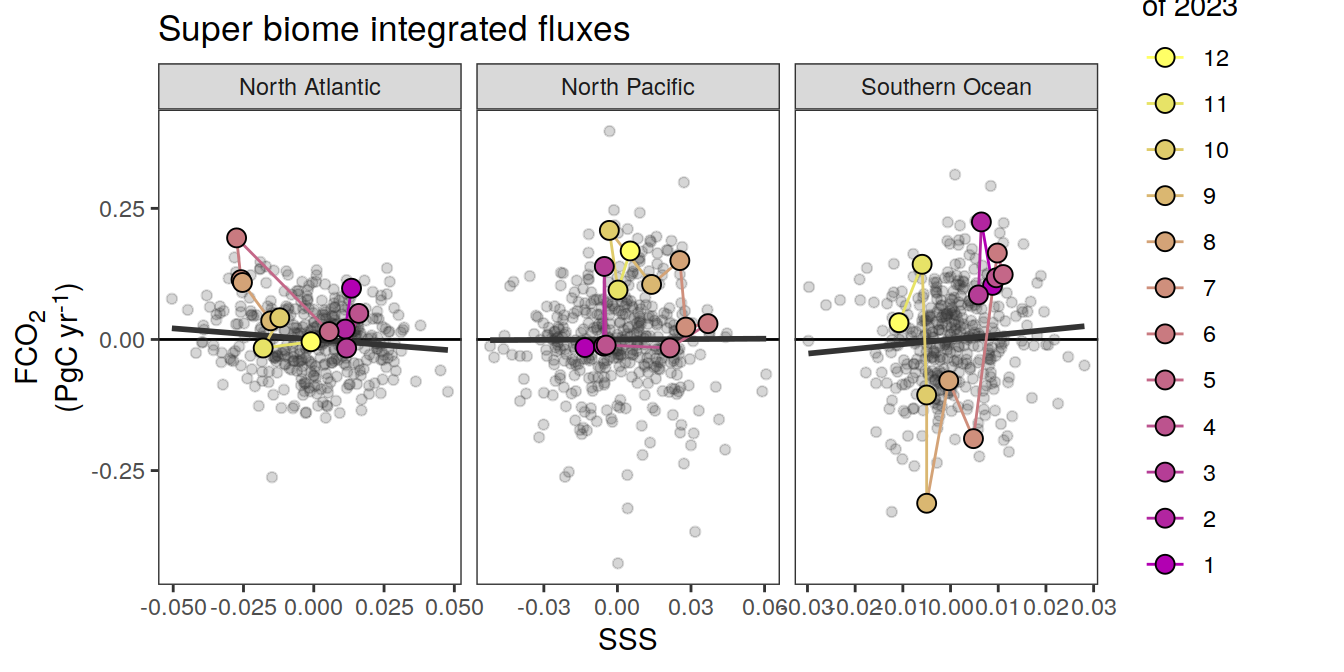 of 2023
Super biome integrated fluxes
North Atlantic
North Pacific
Southern Ocean
12
11
10
9
8
7
6
5
4
3
2
1
0.25
0.00
-0.25
FCO₂
(PgC yr⁻¹)
-0.050 -0.025 0.000 0.025 0.050
-0.03 0.00 0.03 0.06
-0.03 -0.02 -0.01 0.00 0.01 0.02 0.03
SSS